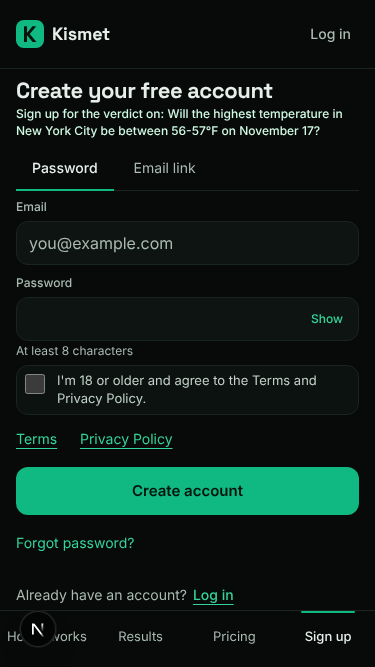 Kismet
Log in
Create your free account
Sign up for the verdict on: Will the highest temperature in
New York City be between 56-57°F on November 17?
Password
Email link
Email
you@example.com
Password
Show
At least 8 characters
I'm 18 or older and agree to the Terms and
Privacy Policy.
Terms
Privacy Policy
Create account
Forgot password?
Already have an account? Log in
Results
Pricing
Sign up